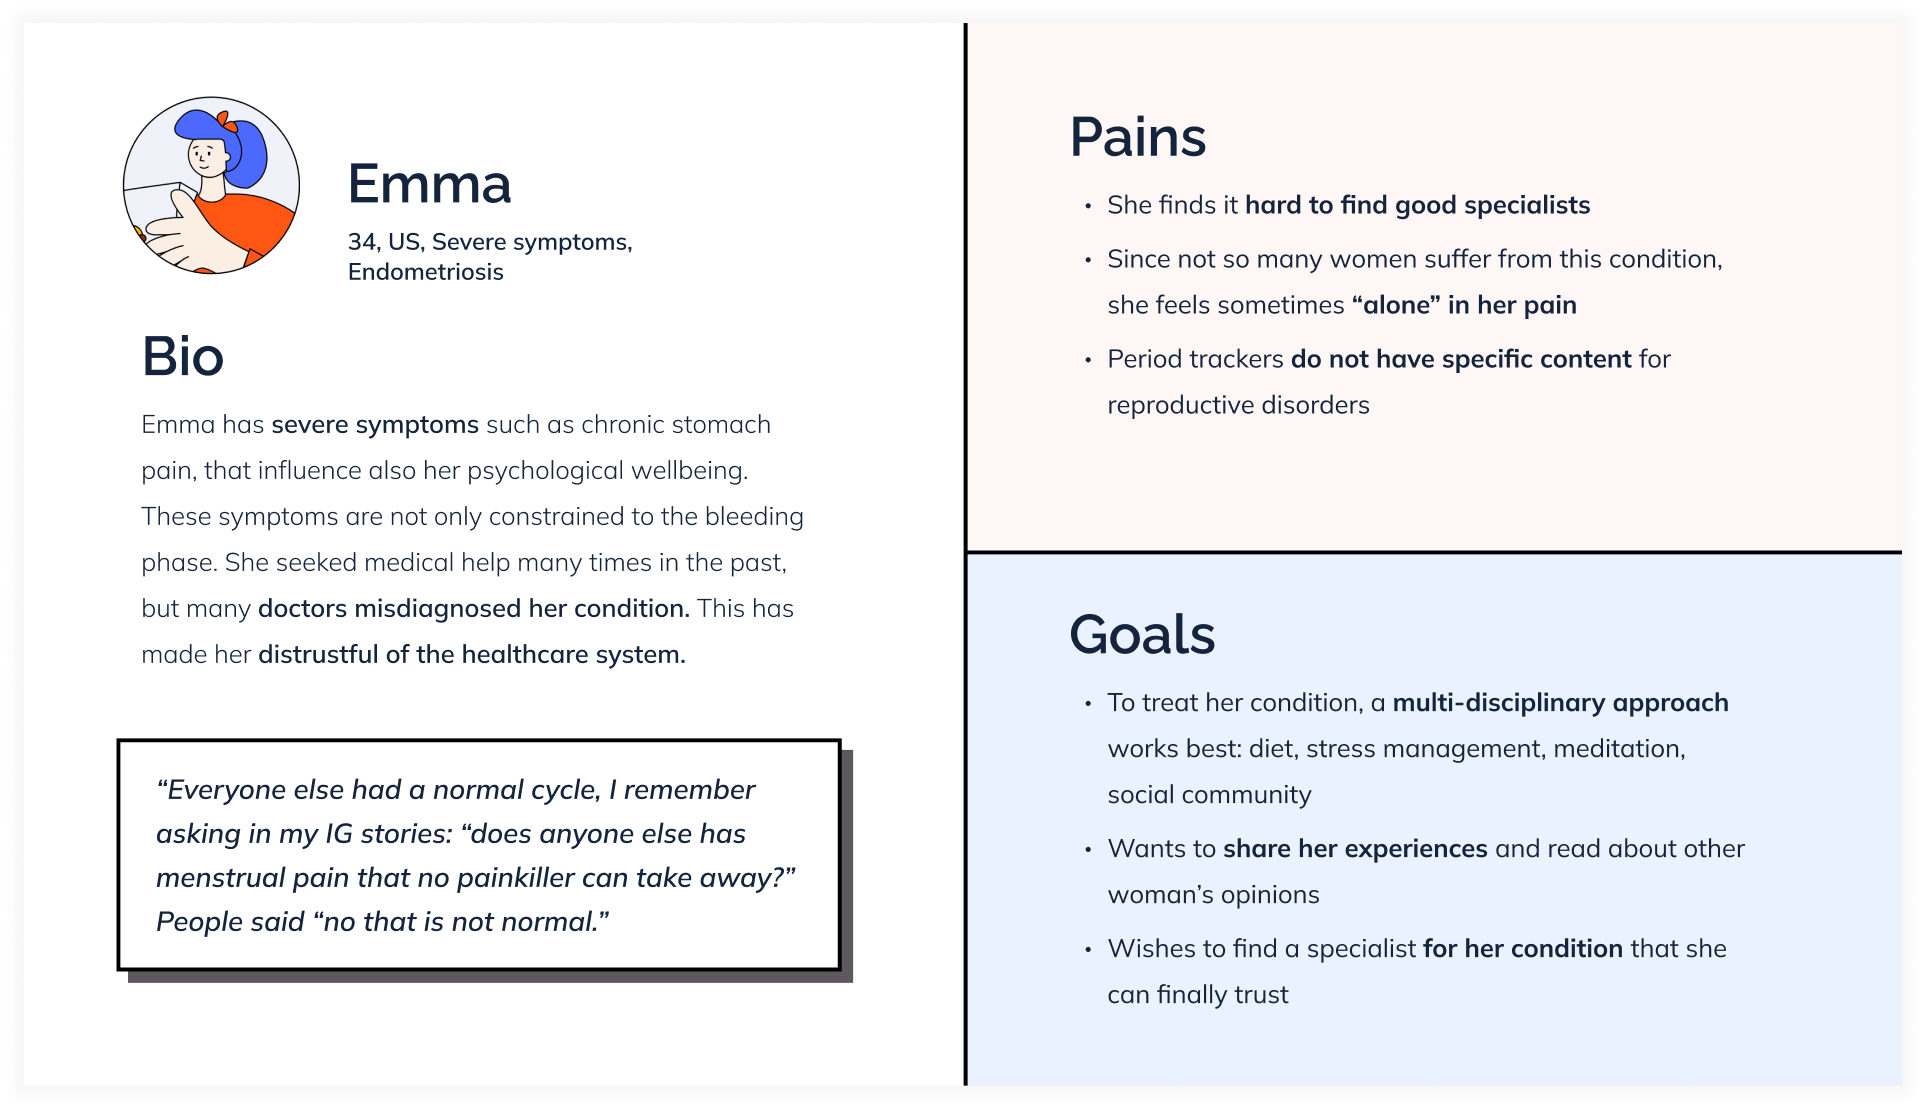 Emma
34, US, Severe symptoms,
Endometriosis
Bio
Emma has severe symptoms such as chronic stomach
pain, that influence also her psychological wellbeing.
These symptoms are not only constrained to the bleeding
phase. She seeked medical help many times in the past,
but many doctors misdiagnosed her condition. This has
made her distrustful of the healthcare system.
“Everyone else had a normal cycle, I remember
asking in my IG stories: “does anyone else has
menstrual pain that no painkiller can take away?”
People said “no that is not normal.”
Pains
• She finds it hard to find good specialists
• Since not so many women suffer from this condition,
she feels sometimes “alone” in her pain
• Period trackers do not have specific content for
reproductive disorders
Goals
• To treat her condition, a multi-disciplinary approach
works best: diet, stress management, meditation,
social community
• Wants to share her experiences and read about other
woman’s opinions
• Wishes to find a specialist for her condition that she
can finally trust